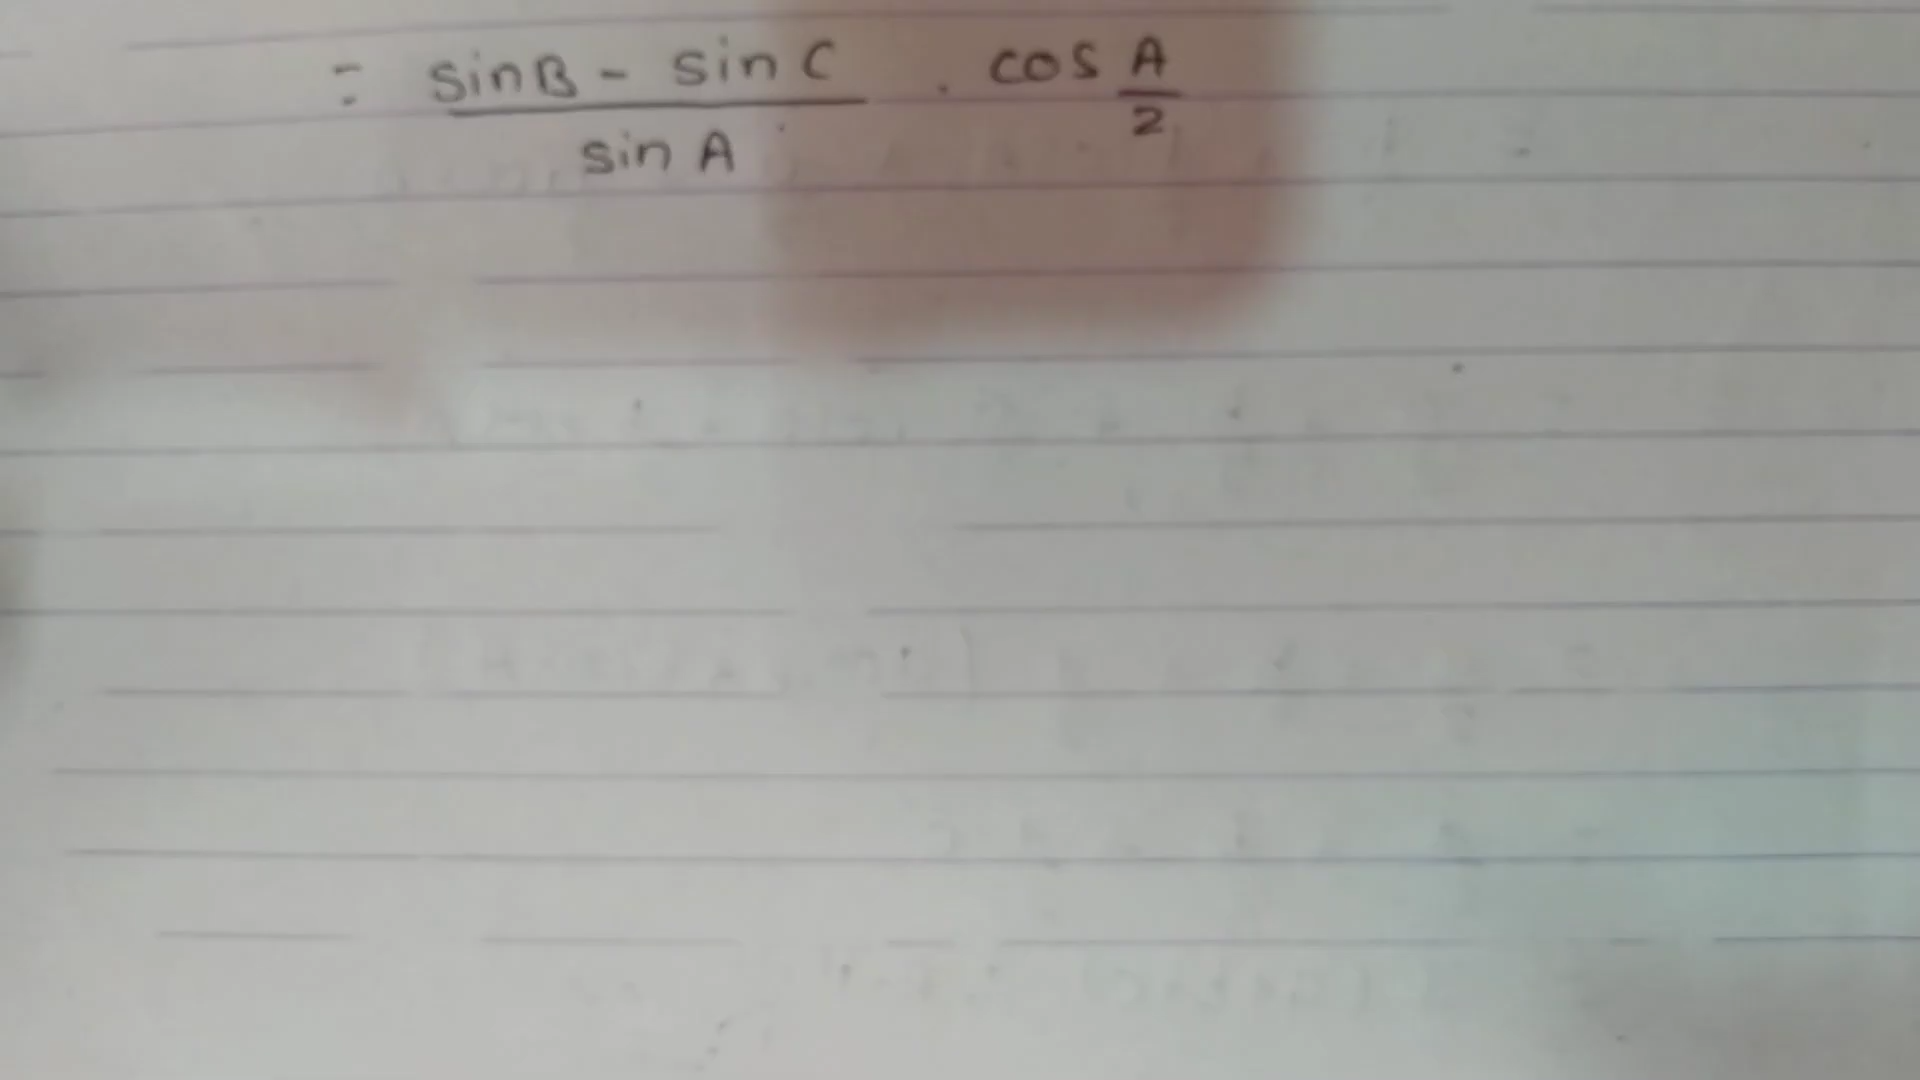 = sinB - sin C / sin A . cos A/2